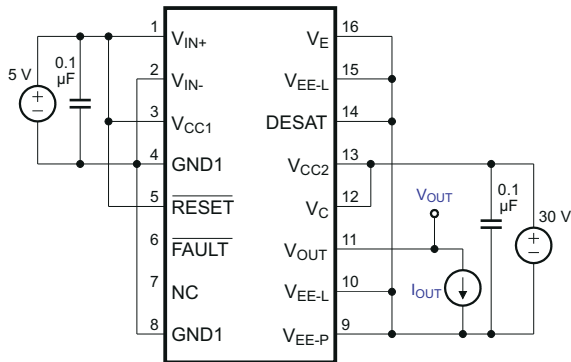 1 V_IN+ V_E 16
2 V_IN- V_EE-L 15
3 V_CC1 DESAT 14
4 GND1 V_CC2 13
5 RESET V_C 12
6 FAULT V_OUT 11
7 NC V_EE-L 10
8 GND1 V_EE-P 9
5 V
0.1
µF
V_OUT
I_OUT
0.1
µF
30 V